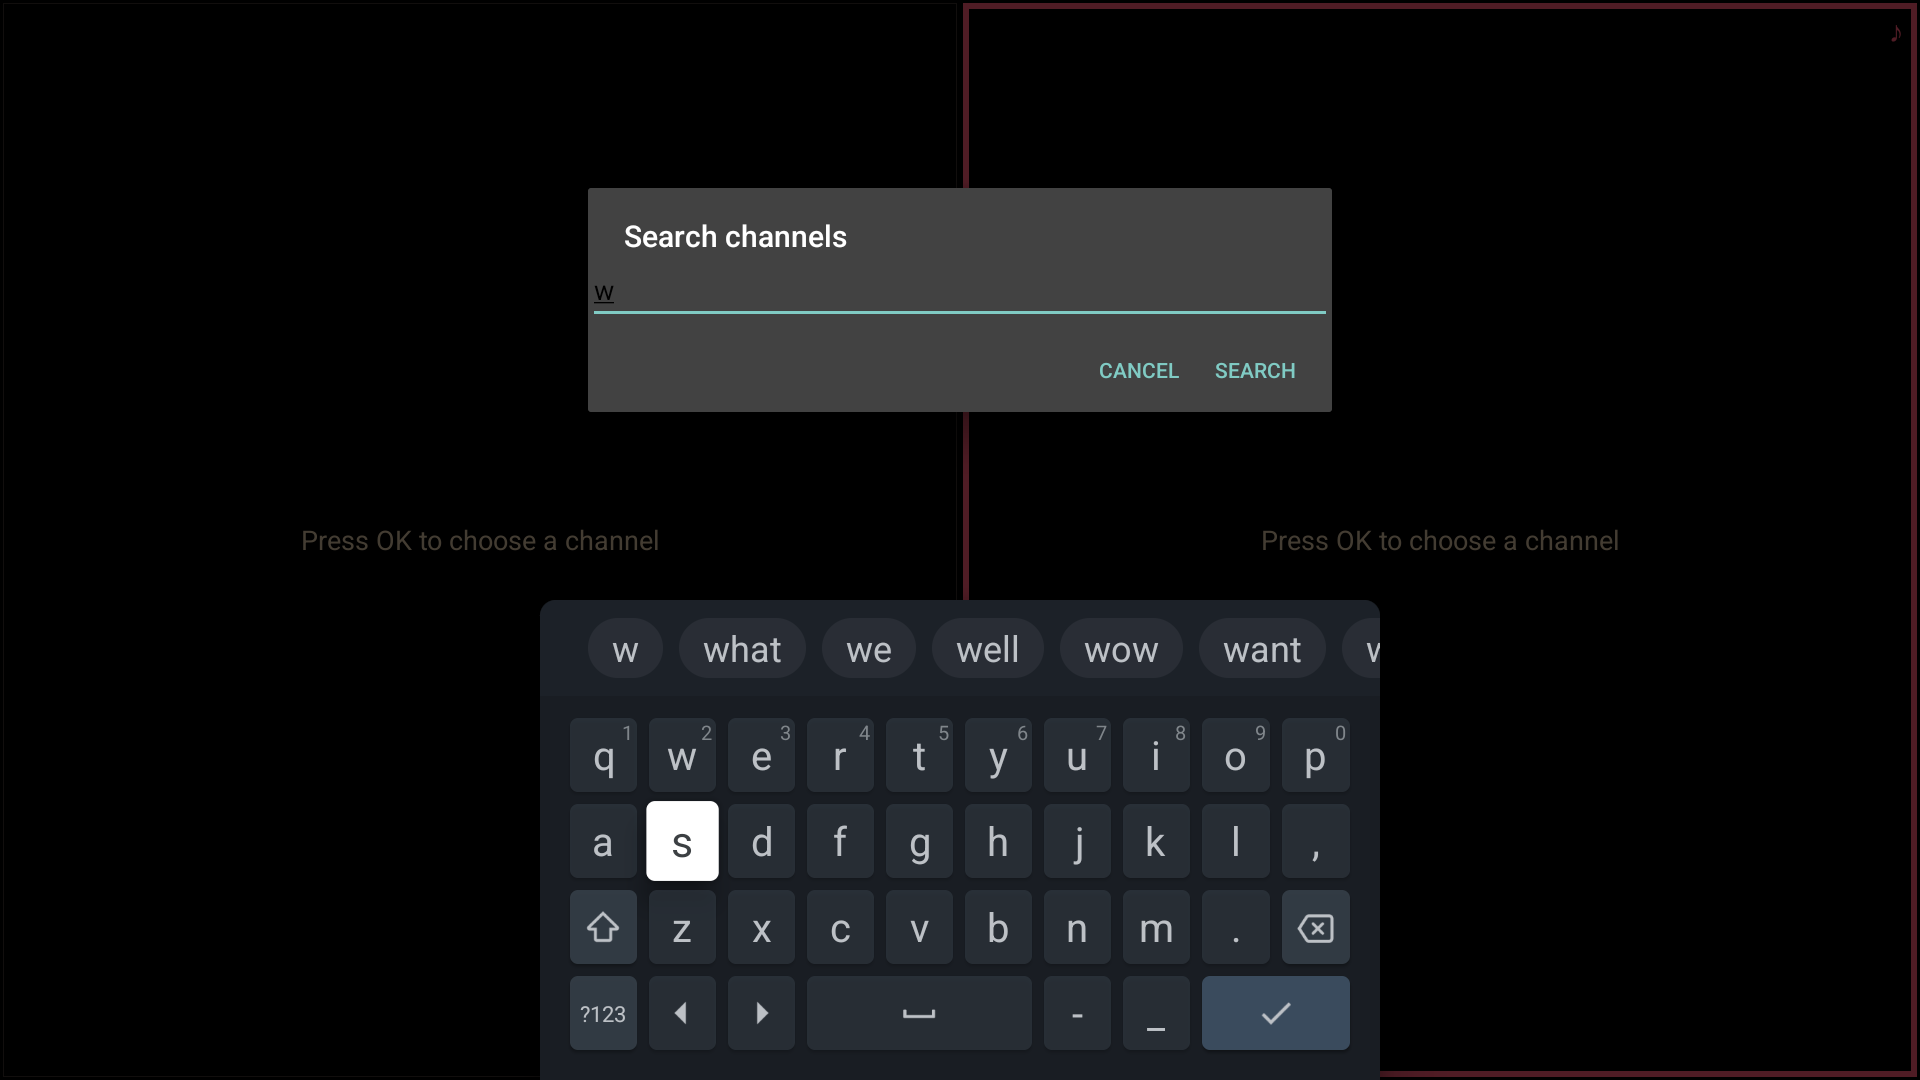 ♪
Search channels
w
CANCEL SEARCH
Press OK to choose a channel Press OK to choose a channel
w what we well wow want
q 1 w 2 e 3 r 4 t 5 y 6 u 7 i 8 o 9 p 0
a s d f g h j k l ,
z x c v b n m .
?123 - _